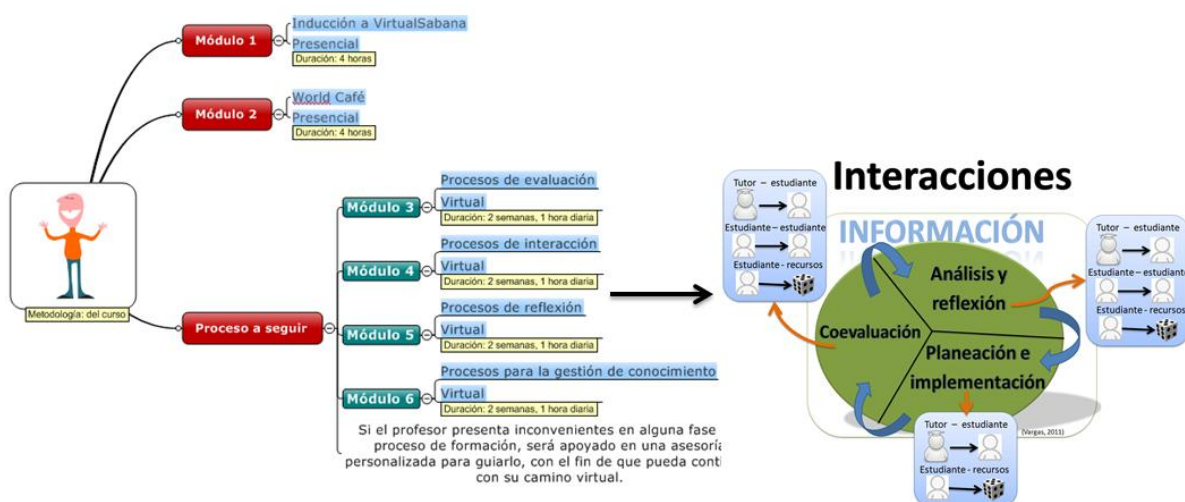 Módulo 1
Inducción a VirtualSabana
Presencial
Duración: 4 horas
Módulo 2
World Café
Presencial
Duración: 4 horas
Metodología: del curso
Proceso a seguir
Módulo 3
Procesos de evaluación
Virtual
Duración: 2 semanas, 1 hora diaria
Módulo 4
Procesos de interacción
Virtual
Duración: 2 semanas, 1 hora diaria
Módulo 5
Procesos de reflexión
Virtual
Duración: 2 semanas, 1 hora diaria
Módulo 6
Procesos para la gestión de conocimiento
Virtual
Duración: 2 semanas, 1 hora diaria
Si el profesor presenta inconvenientes en alguna fase
proceso de formación, será apoyado en una asesoría
personalizada para guiarlo, con el fin de que pueda conti
con su camino virtual.
Interacciones
INFORMACIÓN
Tutor – estudiante
Estudiante – estudiante
Estudiante - recursos
Análisis y
reflexión
Tutor – estudiante
Estudiante – estudiante
Estudiante - recursos
Coevaluación
Planeación e
implementación
Tutor – estudiante
Estudiante - recursos
(Vargas, 2011)